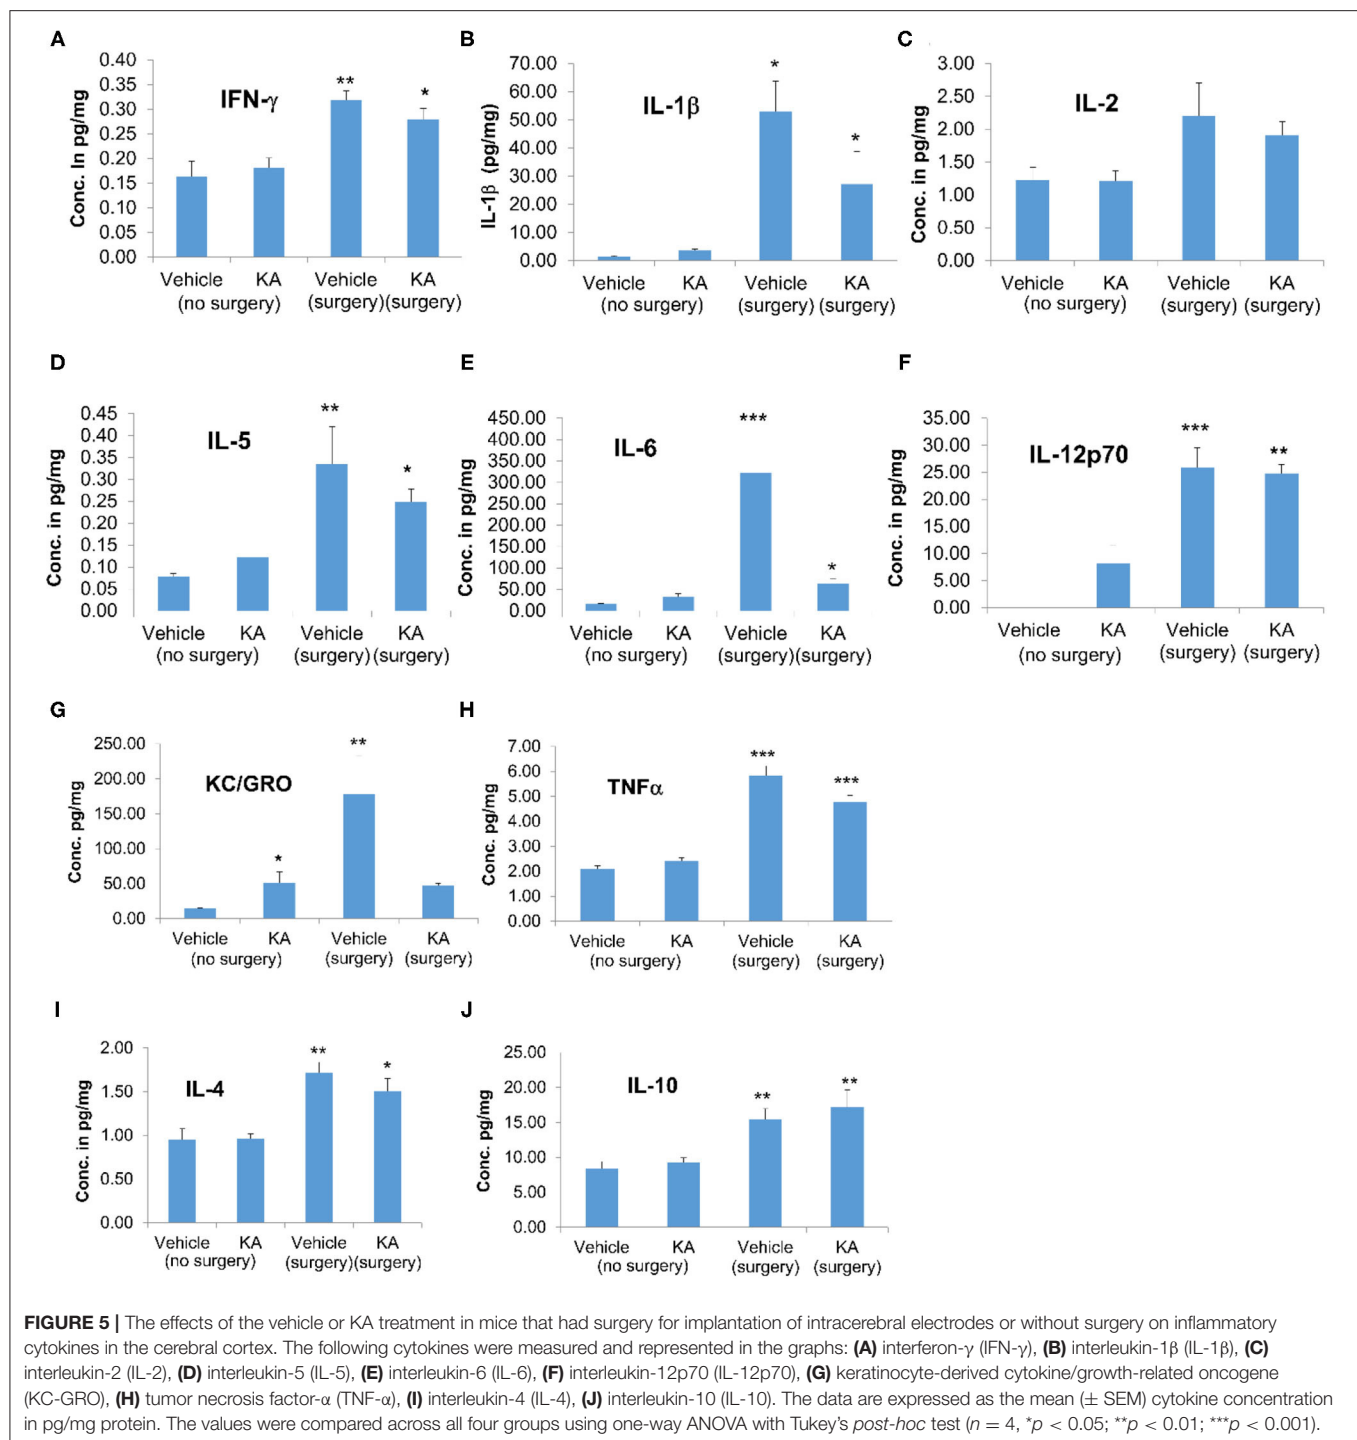 A
0.40
0.35
0.30
0.25
0.20
0.15
0.10
0.05
0.00
Conc. In pg/mg
IFN-γ
**
*
Vehicle KA Vehicle KA
(no surgery) (surgery) (surgery)
B
70.00
60.00
50.00
40.00
30.00
20.00
10.00
0.00
IL-1β (pg/mg)
IL-1β
*
*
Vehicle KA Vehicle KA
(no surgery) (surgery) (surgery)
C
3.00
2.50
2.00
1.50
1.00
0.50
0.00
Conc. in pg/mg
IL-2
Vehicle KA Vehicle KA
(no surgery) (surgery) (surgery)
D
0.45
0.40
0.35
0.30
0.25
0.20
0.15
0.10
0.05
0.00
Conc. in pg/mg
IL-5
**
*
Vehicle KA Vehicle KA
(no surgery) (surgery) (surgery)
E
450.00
400.00
350.00
300.00
250.00
200.00
150.00
100.00
50.00
0.00
Conc. in pg/mg
IL-6
***
*
Vehicle KA Vehicle KA
(no surgery) (surgery) (surgery)
F
35.00
30.00
25.00
20.00
15.00
10.00
5.00
0.00
Conc. in pg/mg
IL-12p70
***
**
Vehicle KA Vehicle KA
(no surgery) (surgery) (surgery)
G
250.00
200.00
150.00
100.00
50.00
0.00
Conc. pg/mg
KC/GRO
*
**
Vehicle KA Vehicle KA
(no surgery) (surgery) (surgery)
H
7.00
6.00
5.00
4.00
3.00
2.00
1.00
0.00
Conc. pg/mg
TNFα
***
***
Vehicle KA Vehicle KA
(no surgery) (surgery) (surgery)
I
2.00
1.50
1.00
0.50
0.00
Conc. in pg/mg
IL-4
**
*
Vehicle KA Vehicle KA
(no surgery) (surgery)(surgery)
J
25.00
20.00
15.00
10.00
5.00
0.00
Conc. pg/mg
IL-10
**
**
Vehicle KA Vehicle KA
(no surgery) (surgery) (surgery)
FIGURE 5 | The effects of the vehicle or KA treatment in mice that had surgery for implantation of intracerebral electrodes or without surgery on inflammatory
cytokines in the cerebral cortex. The following cytokines were measured and represented in the graphs: (A) interferon-γ (IFN-γ), (B) interleukin-1β (IL-1β), (C)
interleukin-2 (IL-2), (D) interleukin-5 (IL-5), (E) interleukin-6 (IL-6), (F) interleukin-12p70 (IL-12p70), (G) keratinocyte-derived cytokine/growth-related oncogene
(KC-GRO), (H) tumor necrosis factor-α (TNF-α), (I) interleukin-4 (IL-4), (J) interleukin-10 (IL-10). The data are expressed as the mean (± SEM) cytokine concentration
in pg/mg protein. The values were compared across all four groups using one-way ANOVA with Tukey's post-hoc test (n = 4, *p < 0.05; **p < 0.01; ***p < 0.001).